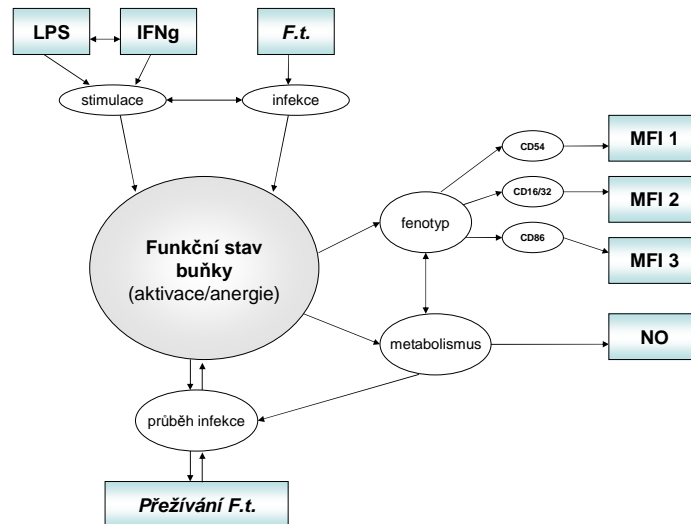 LPS
IFNg
F.t.
stimulace
infekce
CD54
MFI 1
CD16/32
MFI 2
fenotyp
CD86
MFI 3
Funkční stav
buňky
(aktivace/anergie)
metabolismus
NO
průběh infekce
Přežívání F.t.